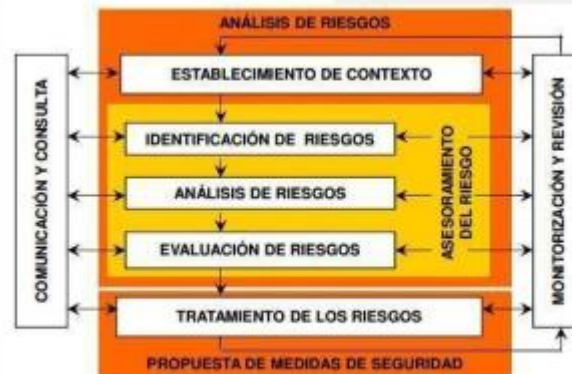 ANÁLISIS DE RIESGOS
ESTABLECIMIENTO DE CONTEXTO
IDENTIFICACIÓN DE RIESGOS
ANÁLISIS DE RIESGOS
EVALUACIÓN DE RIESGOS
ASESORAMIENTO
DEL RIESGO
TRATAMIENTO DE LOS RIESGOS
PROPUESTA DE MEDIDAS DE SEGURIDAD
COMUNICACIÓN Y CONSULTA
MONITORIZACIÓN Y REVISIÓN